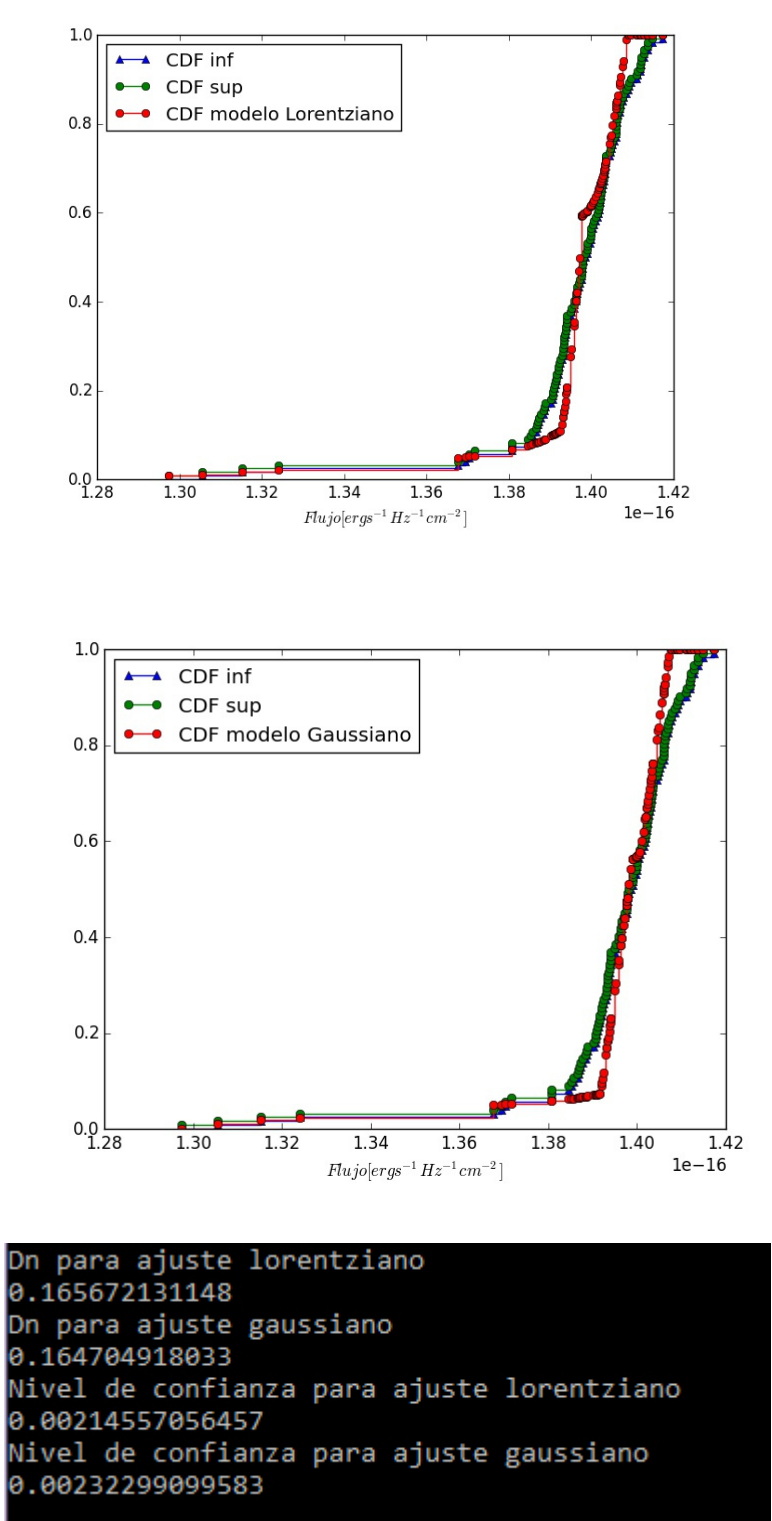 1.0
0.8
0.6
0.4
0.2
0.0
CDF inf
CDF sup
CDF modelo Lorentziano
1.28 1.30 1.32 1.34 1.36 1.38 1.40 1.42
1e−16
Flujo[ergs⁻¹ Hz⁻¹ cm⁻²]
1.0
0.8
0.6
0.4
0.2
0.0
CDF inf
CDF sup
CDF modelo Gaussiano
1.28 1.30 1.32 1.34 1.36 1.38 1.40 1.42
1e−16
Flujo[ergs⁻¹ Hz⁻¹ cm⁻²]
Dn para ajuste lorentziano
0.165672131148
Dn para ajuste gaussiano
0.164704918033
Nivel de confianza para ajuste lorentziano
0.00214557056457
Nivel de confianza para ajuste gaussiano
0.00232299099583